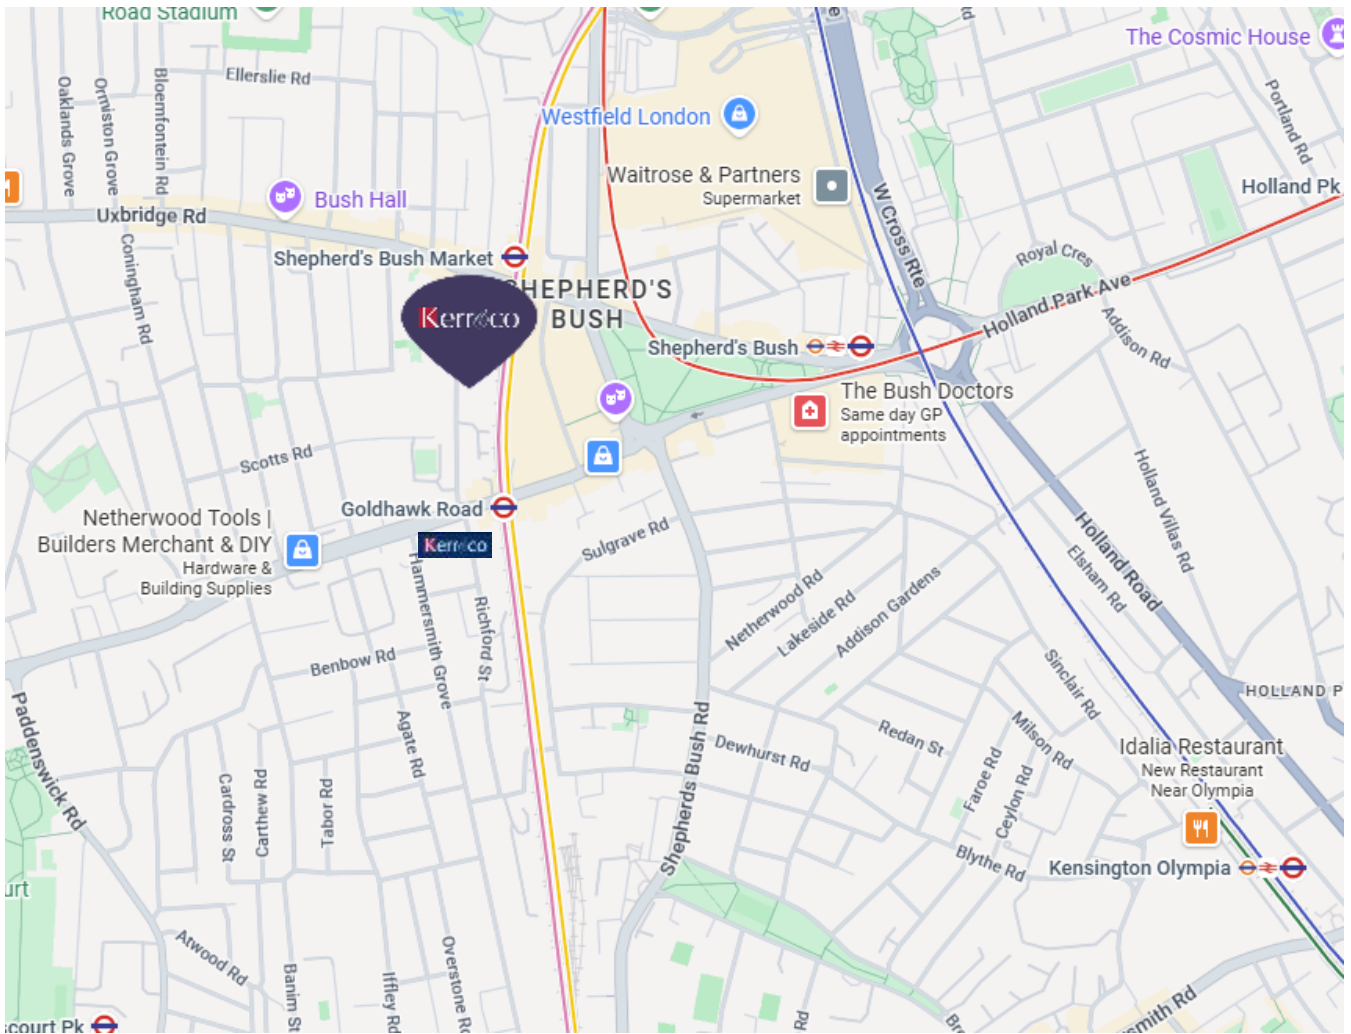 Road Stadium
The Cosmic House
Ellerslie Rd
Oaklands Grove
Ormiston Grove
Bloemfontein Rd
Portland Rd
Westfield London
Waitrose & Partners
Supermarket
Holland Pk
W Cross Rte
Bush Hall
Uxbridge Rd
Coningham Rd
Shepherd's Bush Market
Royal Cres
Holland Park Ave
Addison Rd
SHEPHERD'S
BUSH
Kerr&co
Shepherd's Bush
The Bush Doctors
Same day GP
appointments
Scotts Rd
Holland Villas Rd
Goldhawk Road
Netherwood Tools |
Builders Merchant & DIY
Hardware &
Building Supplies
Kerr&co
Sulgrave Rd
Holland Road
Elsham Rd
Hammersmith Grove
Richford St
Netherwood Rd
Lakeside Rd
Addison Gardens
Benbow Rd
Sinclair Rd
HOLLAND P
Paddenswick Rd
Agate Rd
Shepherds Bush Rd
Dewhurst Rd
Redan St
Milson Rd
Faroe Rd
Ceylon Rd
Idalia Restaurant
New Restaurant
Near Olympia
Cardross St
Carthew Rd
Tabor Rd
Blythe Rd
Kensington Olympia
urt
Atwood Rd
Banim St
Iffley Rd
Overstone Rd
scourt Pk
Rd
smith Rd